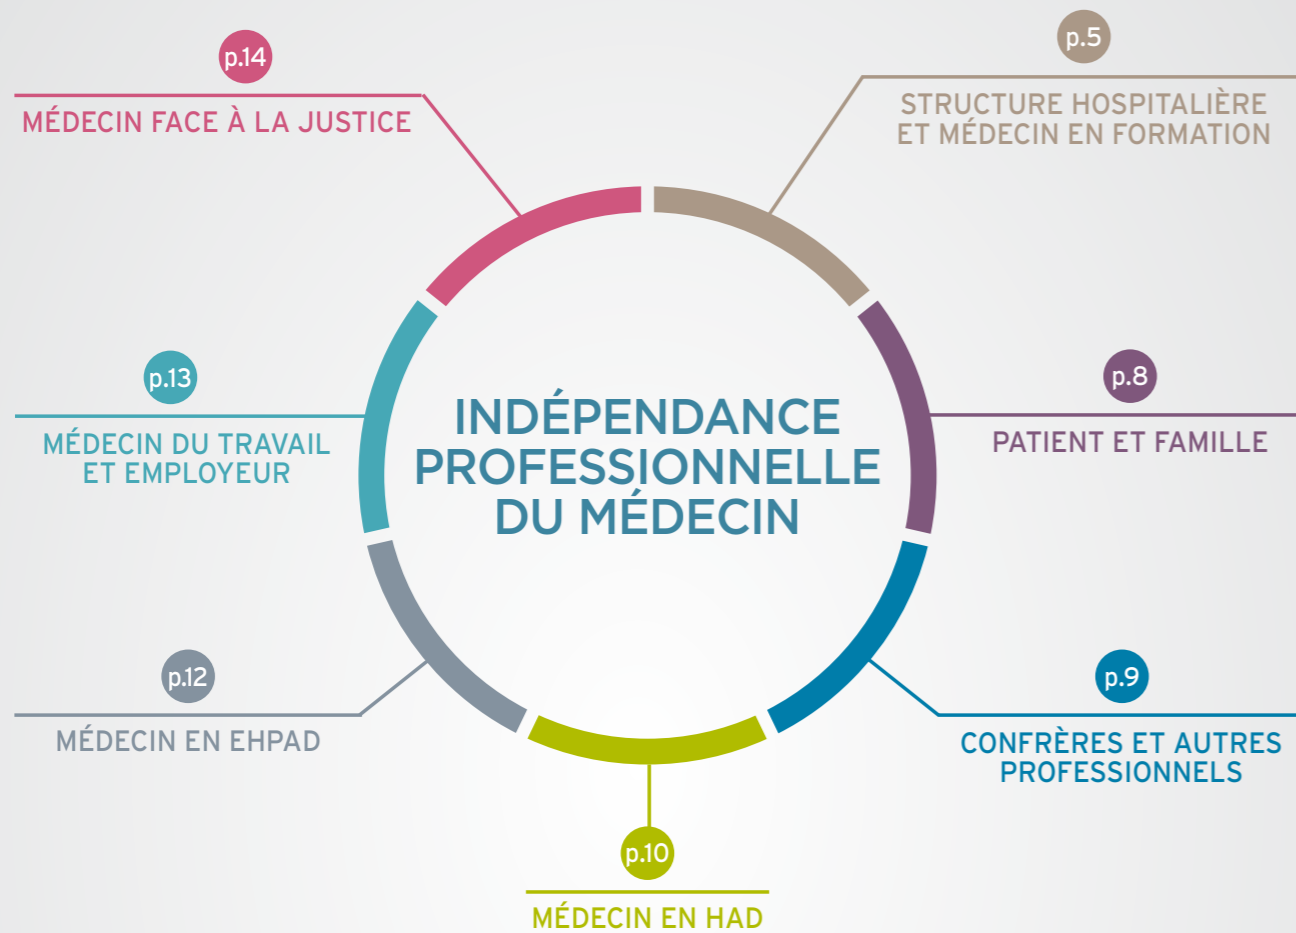 p.14
MÉDECIN FACE À LA JUSTICE
p.5
STRUCTURE HOSPITALIÈRE
ET MÉDECIN EN FORMATION
p.13
MÉDECIN DU TRAVAIL
ET EMPLOYEUR
INDÉPENDANCE
PROFESSIONNELLE
DU MÉDECIN
p.8
PATIENT ET FAMILLE
p.12
MÉDECIN EN EHPAD
p.9
CONFRÈRES ET AUTRES
PROFESSIONNELS
p.10
MÉDECIN EN HAD